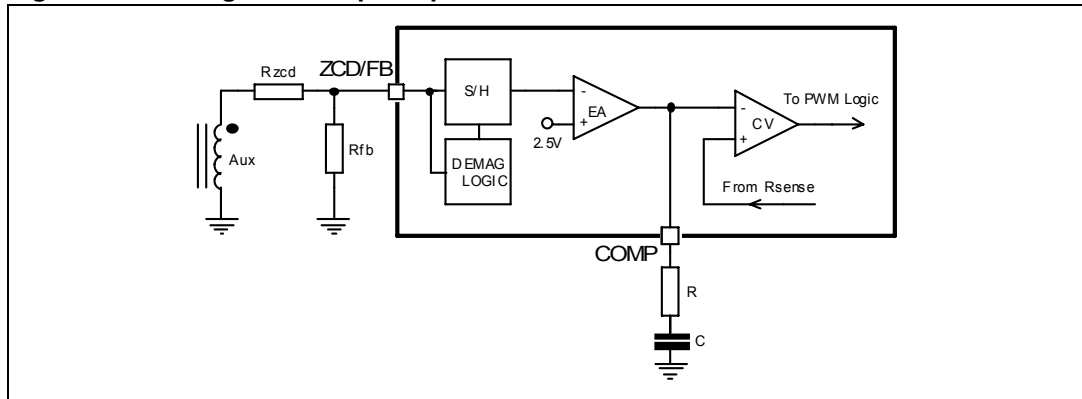 Rzcd
ZCD/FB
S/H
-
EA
+
2.5V
-
CV
+
To PWM Logic
Aux
Rfb
DEMAG
LOGIC
From Rsense
COMP
R
C